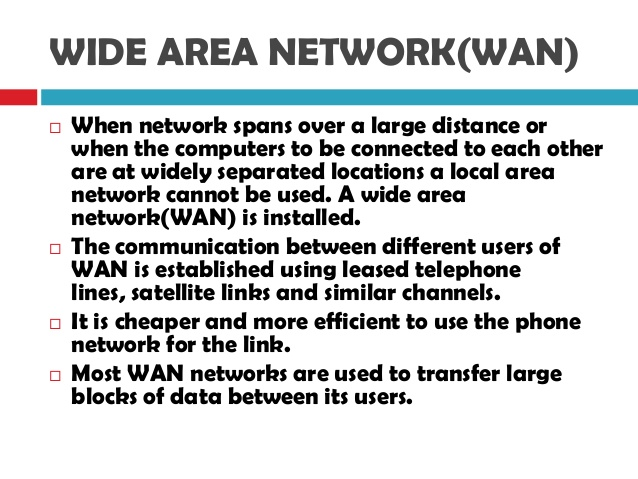 WIDE AREA NETWORK(WAN)
When network spans over a large distance or
when the computers to be connected to each other
are at widely separated locations a local area
network cannot be used. A wide area
network(WAN) is installed.
The communication between different users of
WAN is established using leased telephone
lines, satellite links and similar channels.
It is cheaper and more efficient to use the phone
network for the link.
Most WAN networks are used to transfer large
blocks of data between its users.